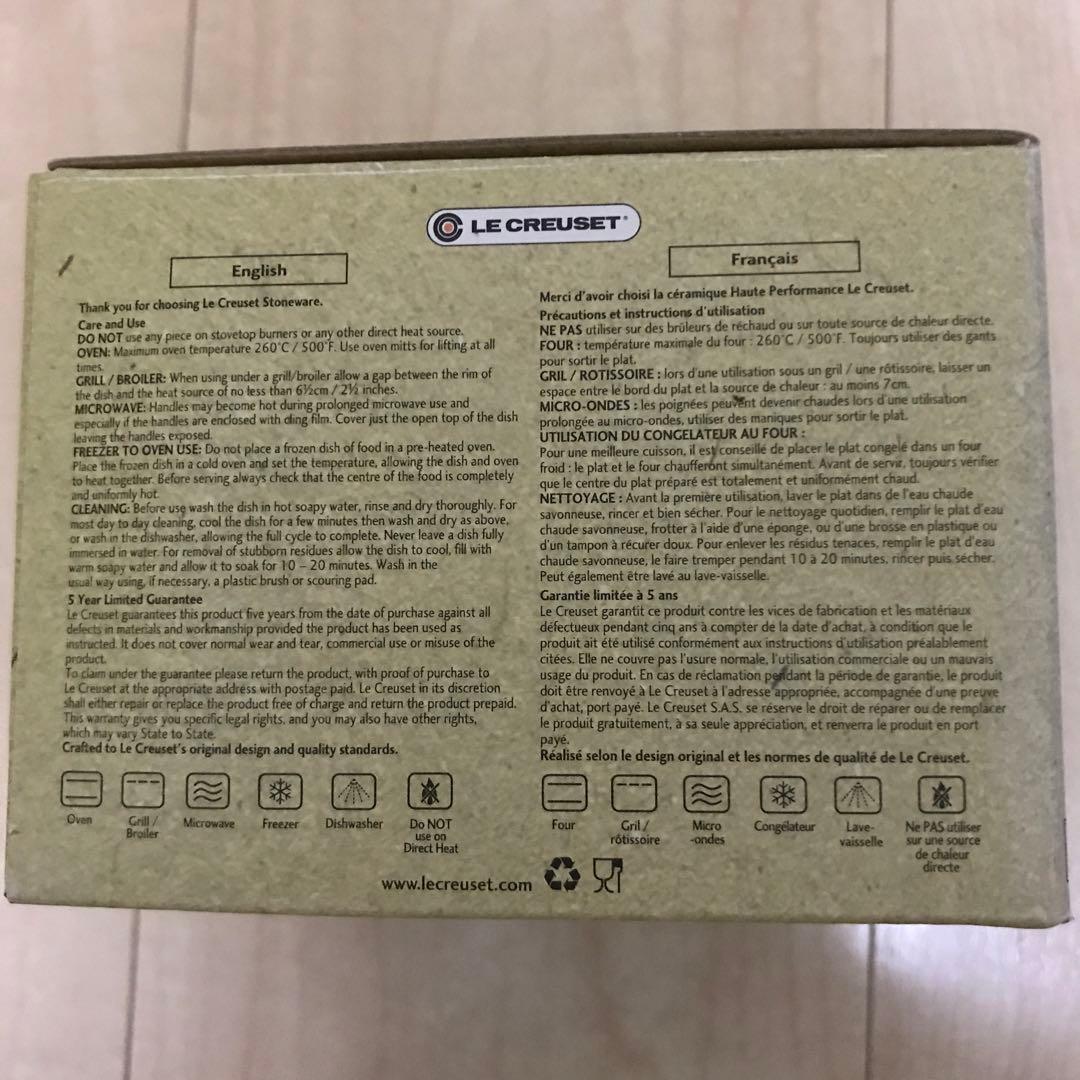 LE CREUSET
English
Thank you for choosing Le Creuset Stoneware.
Care and Use
DO NOT use any piece on stovetop burners or any other direct heat source.
OVEN: Maximum oven temperature 260°C / 500°F. Use oven mitts for lifting at all
times.
GRILL / BROILER: When using under a grill/broiler allow a gap between the rim of
the dish and the heat source of no less than 6½cm / 2½ inches.
MICROWAVE: Handles may become hot during prolonged microwave use and
especially if the handles are enclosed with cling film. Cover just the open top of the dish
leaving the handles exposed.
FREEZER TO OVEN USE: Do not place a frozen dish of food in a pre-heated oven.
Place the frozen dish in a cold oven and set the temperature, allowing the dish and oven
to heat together. Before serving always check that the centre of the food is completely
and uniformly hot.
CLEANING: Before use wash the dish in hot soapy water, rinse and dry thoroughly. For
most day to day cleaning, cool the dish for a few minutes then wash and dry as above,
or wash in the dishwasher, allowing the full cycle to complete. Never leave a dish fully
immersed in water. For removal of stubborn residues allow the dish to cool, fill with
warm soapy water and allow it to soak for 10 – 20 minutes. Wash in the
usual way using, if necessary, a plastic brush or scouring pad.
5 Year Limited Guarantee
Le Creuset guarantees this product five years from the date of purchase against all
defects in materials and workmanship provided the product has been used as
instructed. It does not cover normal wear and tear, commercial use or misuse of the
product.
To claim under the guarantee please return the product, with proof of purchase to
Le Creuset at the appropriate address with postage paid. Le Creuset in its discretion
shall either repair or replace the product free of charge and return the product prepaid.
This warranty gives you specific legal rights, and you may also have other rights,
which may vary State to State.
Crafted to Le Creuset's original design and quality standards.
Oven
Grill /
Broiler
Microwave
Freezer
Dishwasher
Do NOT
use on
Direct Heat
Français
Merci d'avoir choisi la céramique Haute Performance Le Creuset.
Précautions et instructions d'utilisation
NE PAS utiliser sur des brûleurs de réchaud ou sur toute source de chaleur directe.
FOUR : température maximale du four : 260°C / 500°F. Toujours utiliser des gants
pour sortir le plat.
GRIL / ROTISSOIRE : lors d'une utilisation sous un gril / une rôtissoire, laisser un
espace entre le bord du plat et la source de chaleur : au moins 7cm.
MICRO-ONDES : les poignées peuvent devenir chaudes lors d'une utilisation
prolongée au micro-ondes, utiliser des maniques pour sortir le plat.
UTILISATION DU CONGELATEUR AU FOUR :
Pour une meilleure cuisson, il est conseillé de placer le plat congelé dans un four
froid : le plat et le four chaufferont simultanément. Avant de servir, toujours vérifier
que le centre du plat préparé est totalement et uniformément chaud.
NETTOYAGE : Avant la première utilisation, laver le plat dans de l'eau chaude
savonneuse, rincer et bien sécher. Pour le nettoyage quotidien, remplir le plat d'eau
chaude savonneuse, frotter à l'aide d'une éponge, ou d'une brosse en plastique ou
d'un tampon à récurer doux. Pour enlever les résidus tenaces, remplir le plat d'eau
chaude savonneuse, le faire tremper pendant 10 à 20 minutes, rincer puis sécher.
Peut également être lavé au lave-vaisselle.
Garantie limitée à 5 ans
Le Creuset garantit ce produit contre les vices de fabrication et les matériaux
défectueux pendant cinq ans à compter de la date d'achat, à condition que le
produit ait été utilisé conformément aux instructions d'utilisation préalablement
citées. Elle ne couvre pas l'usure normale, l'utilisation commerciale ou un mauvais
usage du produit. En cas de réclamation pendant la période de garantie, le produit
doit être renvoyé à Le Creuset à l'adresse appropriée, accompagnée d'une preuve
d'achat, port payé. Le Creuset S.A.S. se réserve le droit de réparer ou de remplacer
le produit gratuitement, à sa seule appréciation, et renverra le produit en port
payé.
Réalisé selon le design original et les normes de qualité de Le Creuset.
Four
Gril /
rôtissoire
Micro
-ondes
Congélateur
Lave-
vaisselle
Ne PAS utiliser
sur une source
de chaleur
directe
www.lecreuset.com